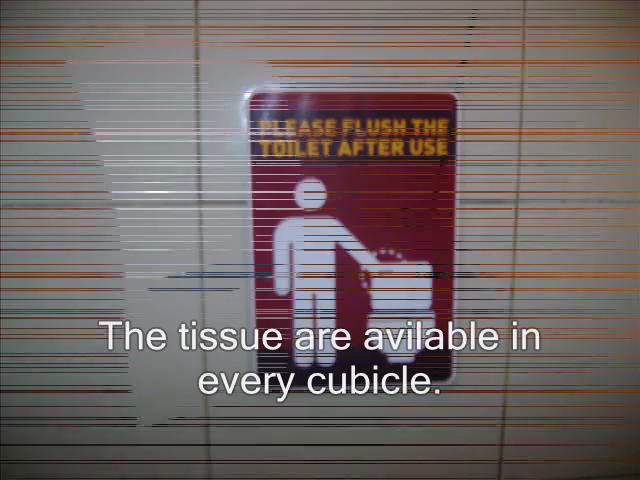 PLEASE FLUSH THE
TOILET AFTER USE
The tissue are avilable in
every cubicle.